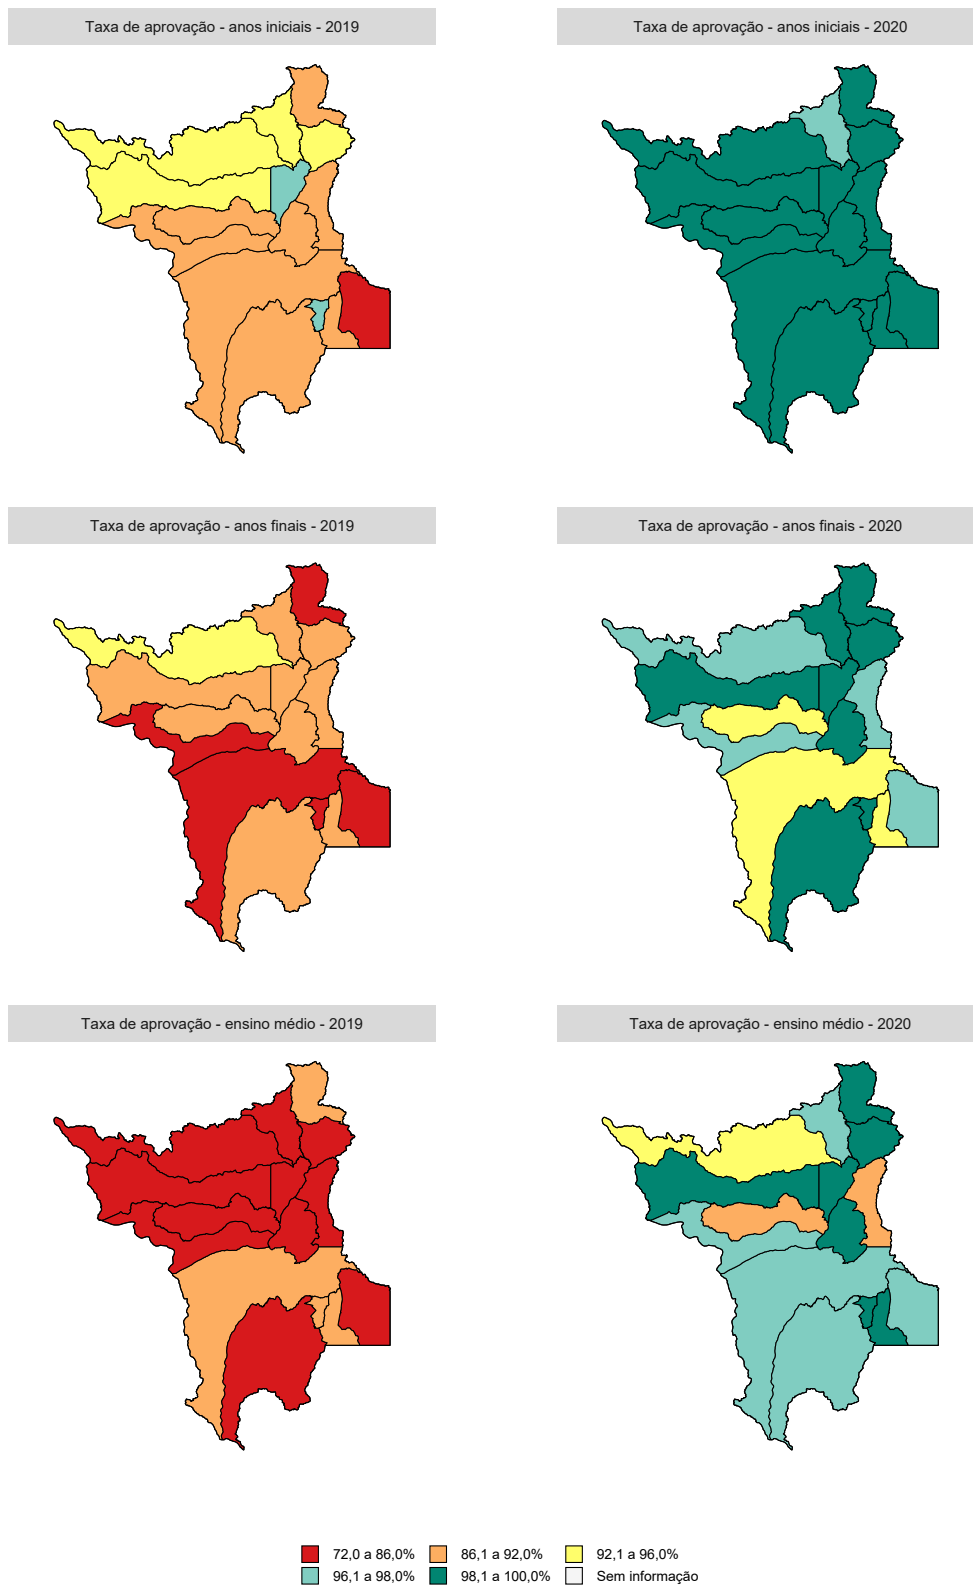 Taxa de aprovação - anos iniciais - 2019
Taxa de aprovação - anos iniciais - 2020
Taxa de aprovação - anos finais - 2019
Taxa de aprovação - anos finais - 2020
Taxa de aprovação - ensino médio - 2019
Taxa de aprovação - ensino médio - 2020
72,0 a 86,0% 86,1 a 92,0% 92,1 a 96,0%
96,1 a 98,0% 98,1 a 100,0% Sem informação